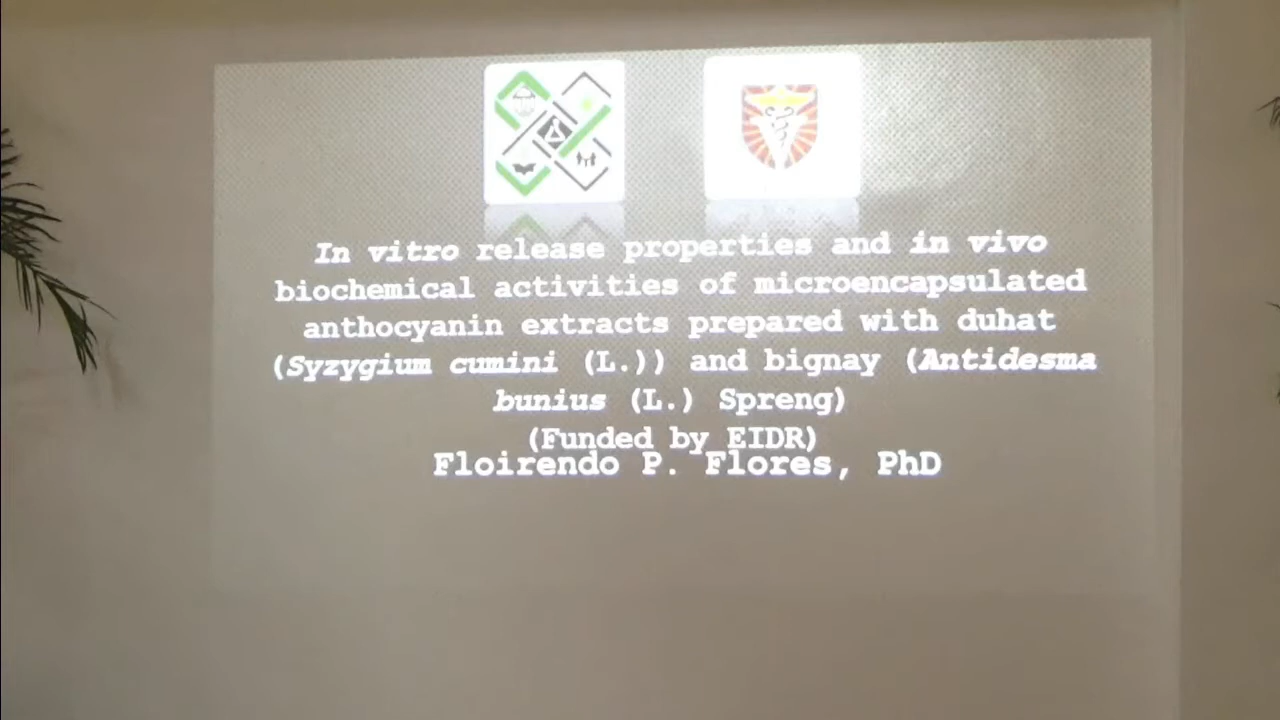 In vitro release properties and in vivo
biochemical activities of microencapsulated
anthocyanin extracts prepared with duhat
(Syzygium cumini (L.)) and bignay (Antidesma
bunius (L.) Spreng)
(Funded by EIDR)
Floirendo P. Flores, PhD